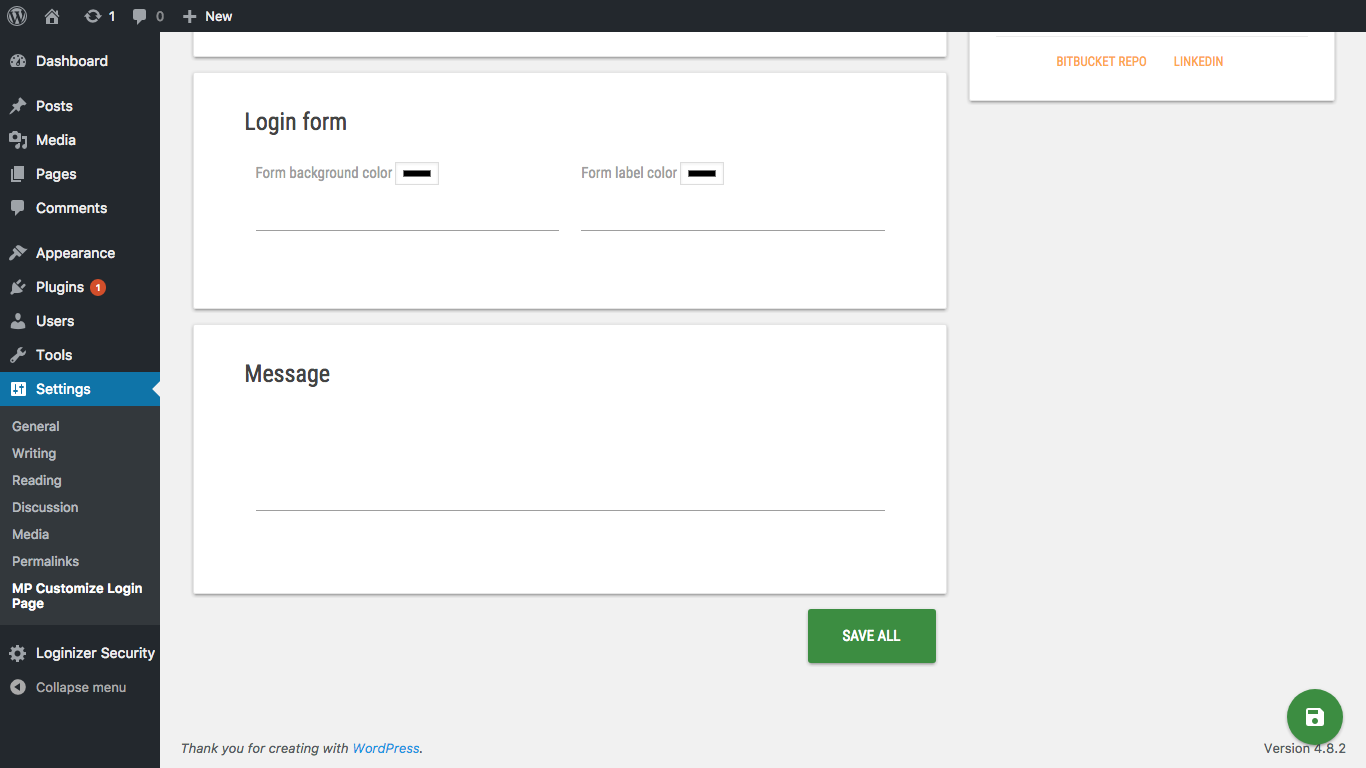 1 0 New
Dashboard
Posts
Media
Pages
Comments
Appearance
Plugins 1
Users
Tools
Settings
General
Writing
Reading
Discussion
Media
Permalinks
MP Customize Login
Page
Loginizer Security
Collapse menu
Login form
Form background color
Form label color
Message
SAVE ALL
BITBUCKET REPO LINKEDIN
Thank you for creating with WordPress.
Version 4.8.2